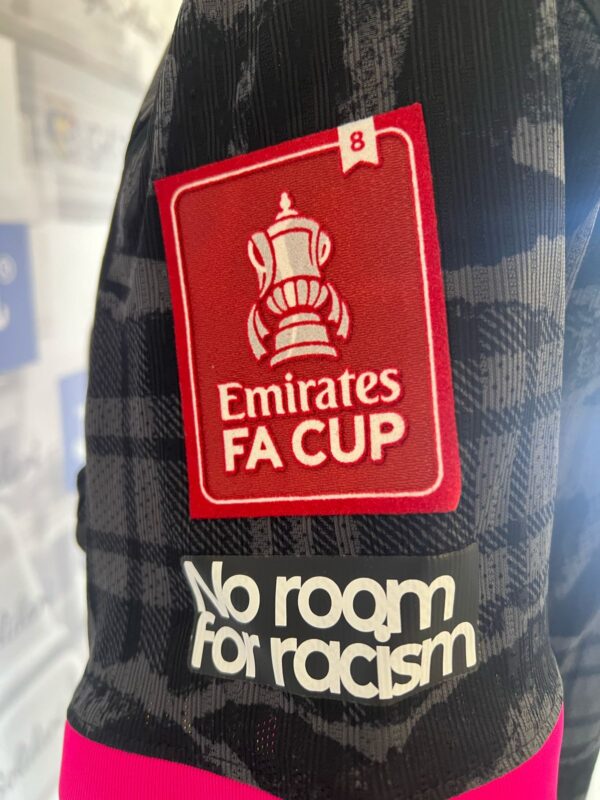 8
Emirates
FA CUP
No room
for racism